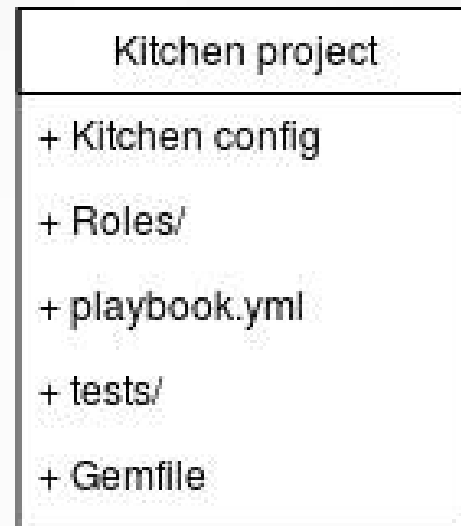 Kitchen project
+ Kitchen config
+ Roles/
+ playbook.yml
+ tests/
+ Gemfile